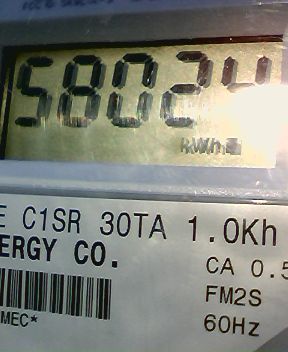 58024
kWh
E C1SR 30TA 1.0Kh
ERGY CO.
CA 0.5
FM2S
MEC*
60Hz